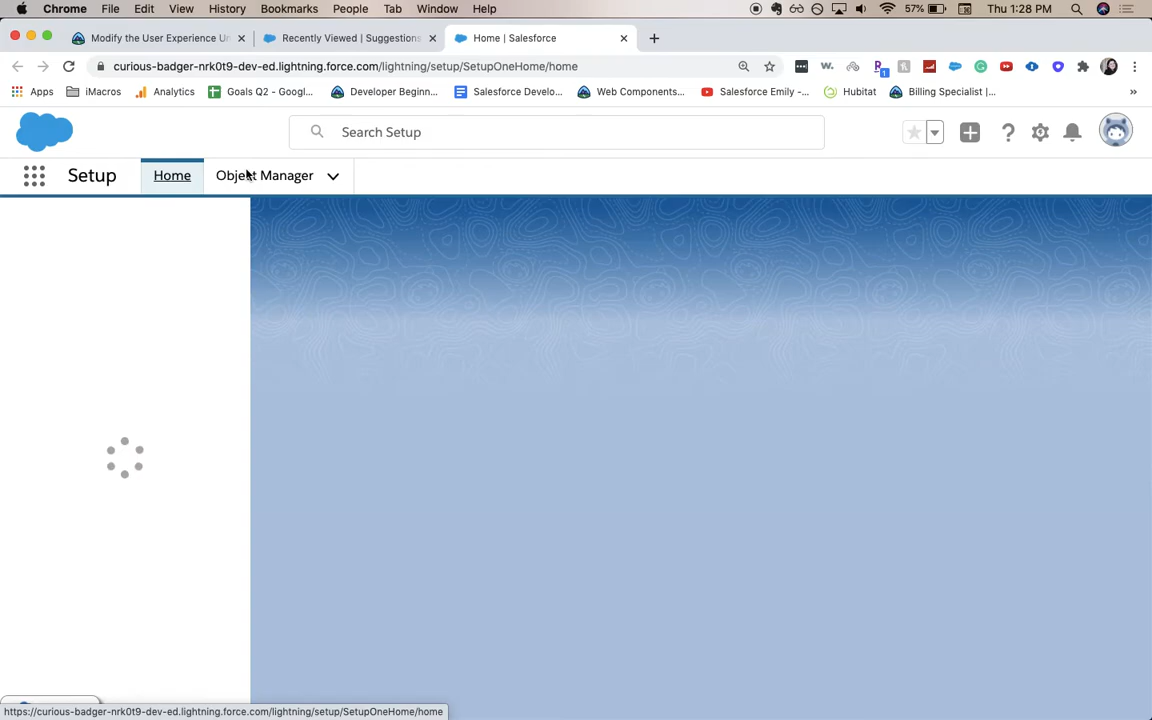 Chrome File Edit View History Bookmarks People Tab Window Help 57% Thu 1:28 PM
Modify the User Experience Un Recently Viewed | Suggestions Home | Salesforce
curious-badger-nrk0t9-dev-ed.lightning.force.com/lightning/setup/SetupOneHome/home
Apps iMacros Analytics Goals Q2 - Googl... Developer Beginn... Salesforce Develo... Web Components... Salesforce Emily -... Hubitat Billing Specialist |...
Search Setup
Setup Home Object Manager
https://curious-badger-nrk0t9-dev-ed.lightning.force.com/lightning/setup/SetupOneHome/home